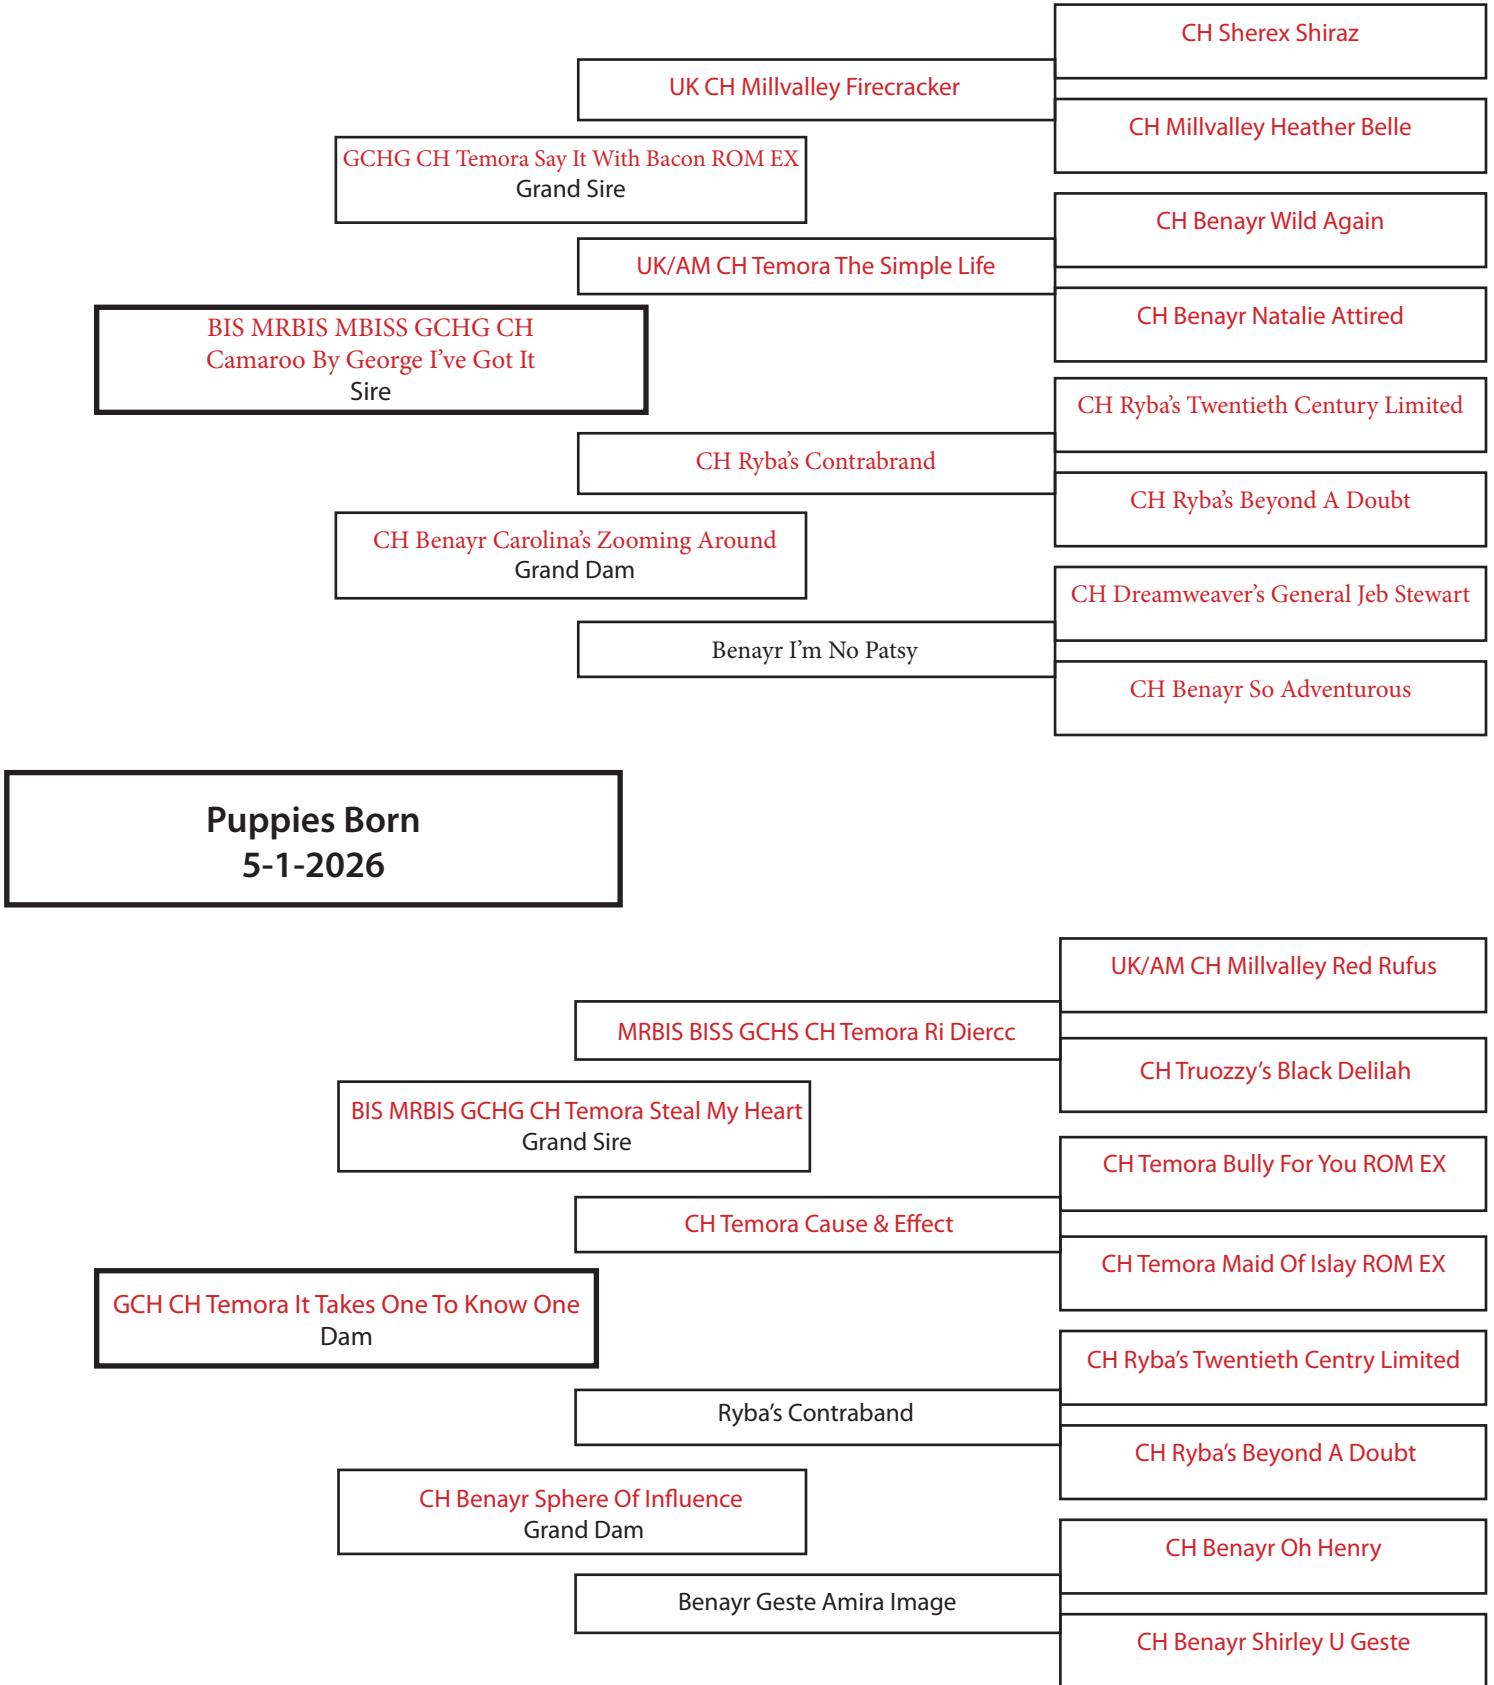 CH Sherex Shiraz
UK CH Millvalley Firecracker
CH Millvalley Heather Belle
GCHG CH Temora Say It With Bacon ROM EX
Grand Sire
CH Benayr Wild Again
UK/AM CH Temora The Simple Life
CH Benayr Natalie Attired
BIS MRBIS MBISS GCHG CH
Camaroo By George I’ve Got It
Sire
CH Ryba’s Twentieth Century Limited
CH Ryba’s Contrabrand
CH Ryba’s Beyond A Doubt
CH Benayr Carolina’s Zooming Around
Grand Dam
CH Dreamweaver’s General Jeb Stewart
Benayr I’m No Patsy
CH Benayr So Adventurous
Puppies Born
5-1-2026
UK/AM CH Millvalley Red Rufus
MRBIS BISS GCHS CH Temora Ri Diercc
CH Truozzy’s Black Delilah
BIS MRBIS GCHG CH Temora Steal My Heart
Grand Sire
CH Temora Bully For You ROM EX
CH Temora Cause & Effect
CH Temora Maid Of Islay ROM EX
GCH CH Temora It Takes One To Know One
Dam
CH Ryba’s Twentieth Centry Limited
Ryba’s Contraband
CH Ryba’s Beyond A Doubt
CH Benayr Sphere Of Influence
Grand Dam
CH Benayr Oh Henry
Benayr Geste Amira Image
CH Benayr Shirley U Geste